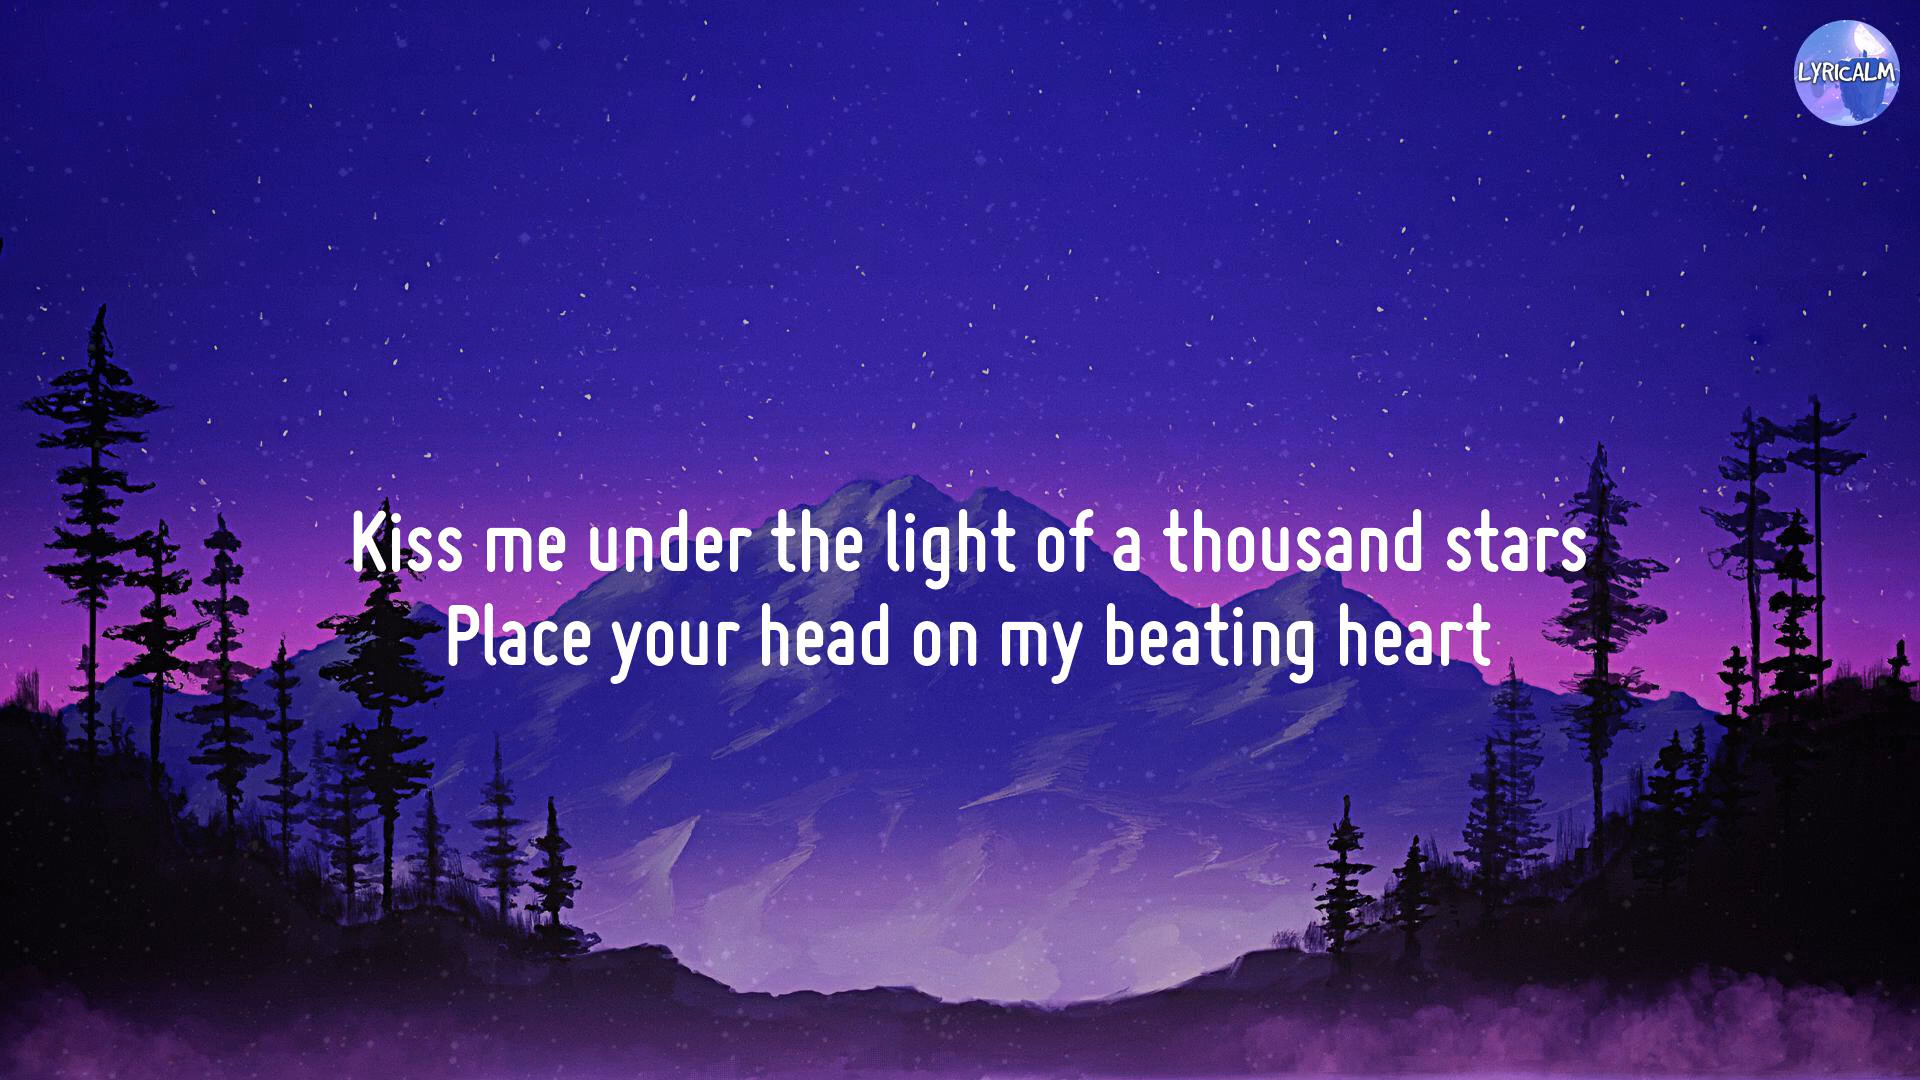 LYRICALM
Kiss me under the light of a thousand stars
Place your head on my beating heart